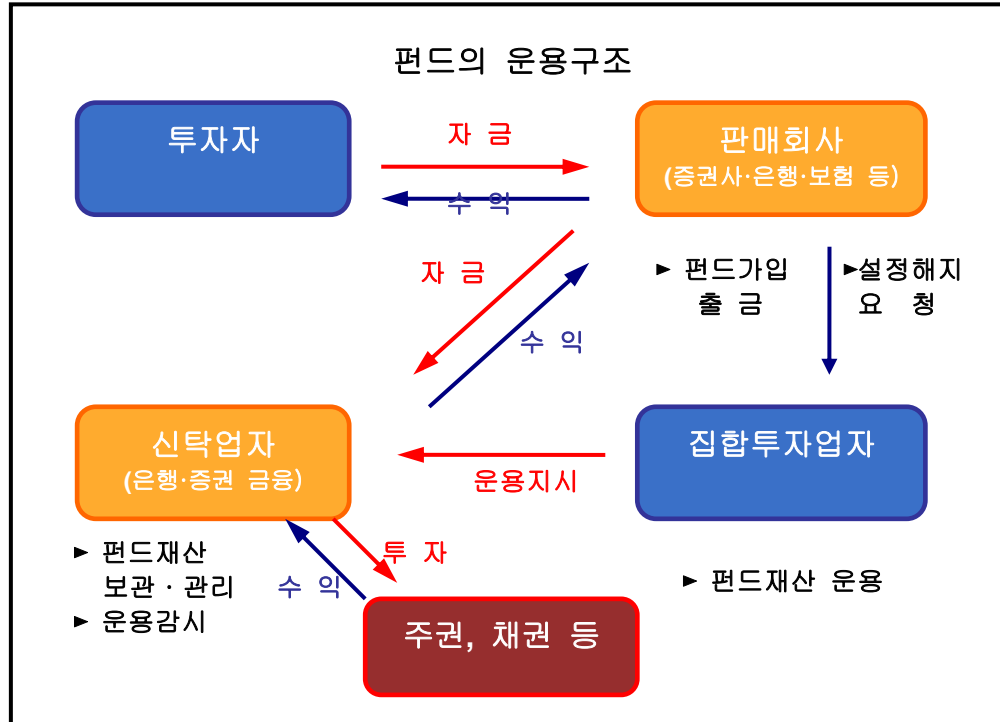 펀드의 운용구조
투자자
자 금
수 익
판매회사
(증권사·은행·보험 등)
자 금
수 익
► 펀드가입
출 금
►설정해지
요 청
신탁업자
(은행·증권 금융)
운용지시
집합투자업자
► 펀드재산
보관 · 관리
► 운용감시
투 자
수 익
주권, 채권 등
► 펀드재산 운용